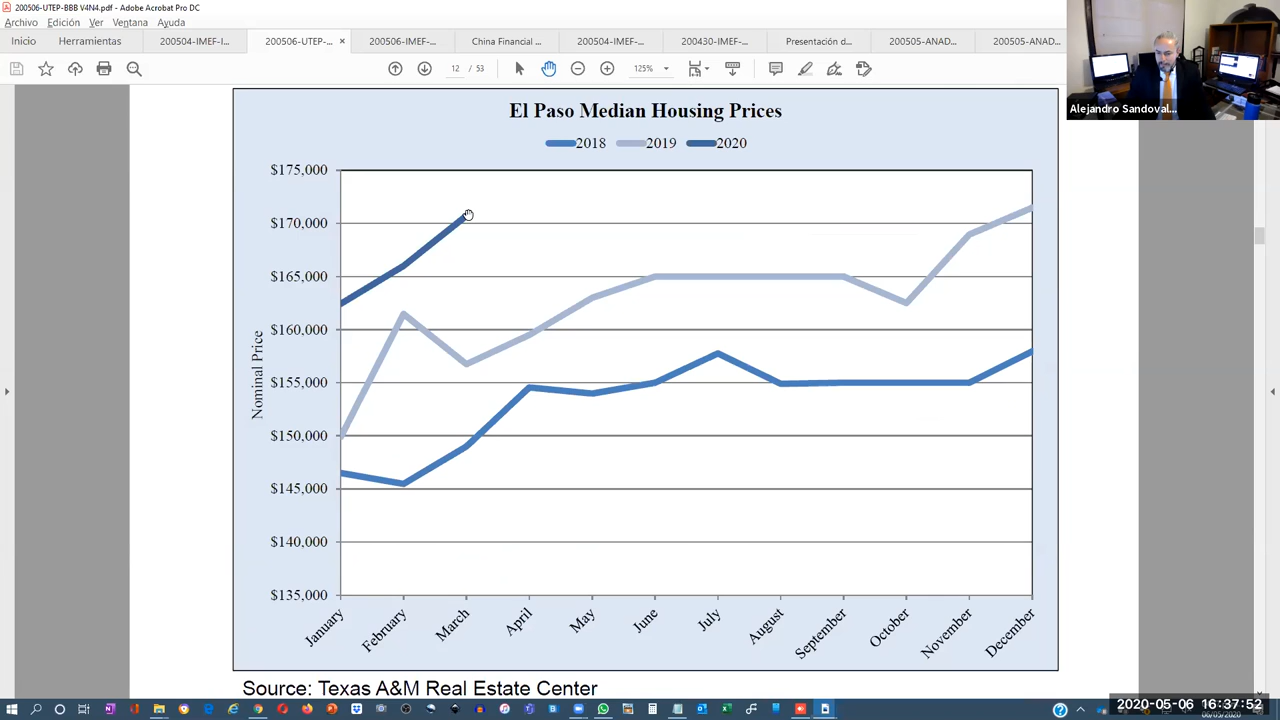 200506-UTEP-BBB V4N4.pdf - Adobe Acrobat Pro DC
Archivo Edición Ver Ventana Ayuda
Inicio Herramientas 200504-IMEF-I... 200506-UTEP-... × 200506-IMEF-... China Financial ... 200504-IMEF-... 200430-IMEF-... Presentación d... 200505-ANAD... 200505-ANAD...
12 / 53 125%
Alejandro Sandoval...
El Paso Median Housing Prices
2018 2019 2020
Nominal Price
$175,000
$170,000
$165,000
$160,000
$155,000
$150,000
$145,000
$140,000
$135,000
January February March April May June July August September October November December
Source: Texas A&M Real Estate Center
2020-05-06 16:37:52
06/05/2020